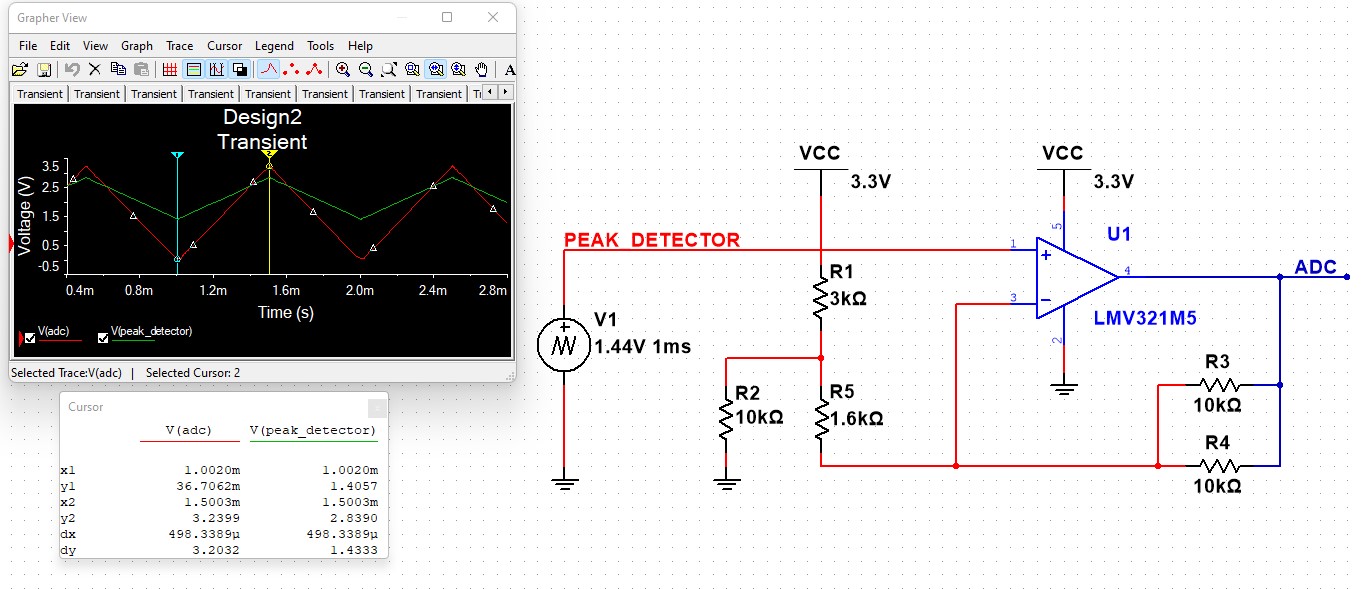 Grapher View
File Edit View Graph Trace Cursor Legend Tools Help
A
Transient Transient Transient Transient Transient Transient Transient Transient Tr
Design2
Transient
1 2
Voltage (V)
3.5
2.5
1.5
0.5
-0.5
0.4m 0.8m 1.2m 1.6m 2.0m 2.4m 2.8m
Time (s)
V(adc) V(peak_detector)
Selected Trace:V(adc) | Selected Cursor: 2
Cursor
V(adc) V(peak_detector)
x1 1.0020m 1.0020m
y1 36.7062m 1.4057
x2 1.5003m 1.5003m
y2 3.2399 2.8390
dx 498.3389µ 498.3389µ
dy 3.2032 1.4333
VCC
3.3V
VCC
3.3V
PEAK_DETECTOR
R1
3kΩ
V1
1.44V 1ms
R2
10kΩ
R5
1.6kΩ
5
U1
1
4
3
2
LMV321M5
ADC
R3
10kΩ
R4
10kΩ